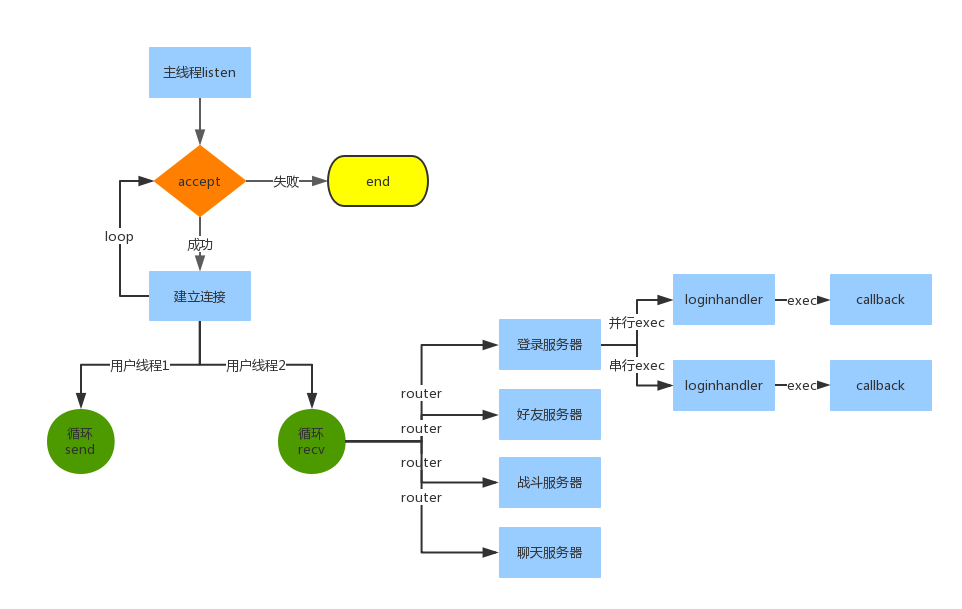 主线程listen
accept
失败
end
loop
成功
建立连接
用户线程1
用户线程2
循环
send
循环
recv
router
router
router
router
登录服务器
好友服务器
战斗服务器
聊天服务器
并行exec
串行exec
loginhandler
exec
callback
loginhandler
exec
callback